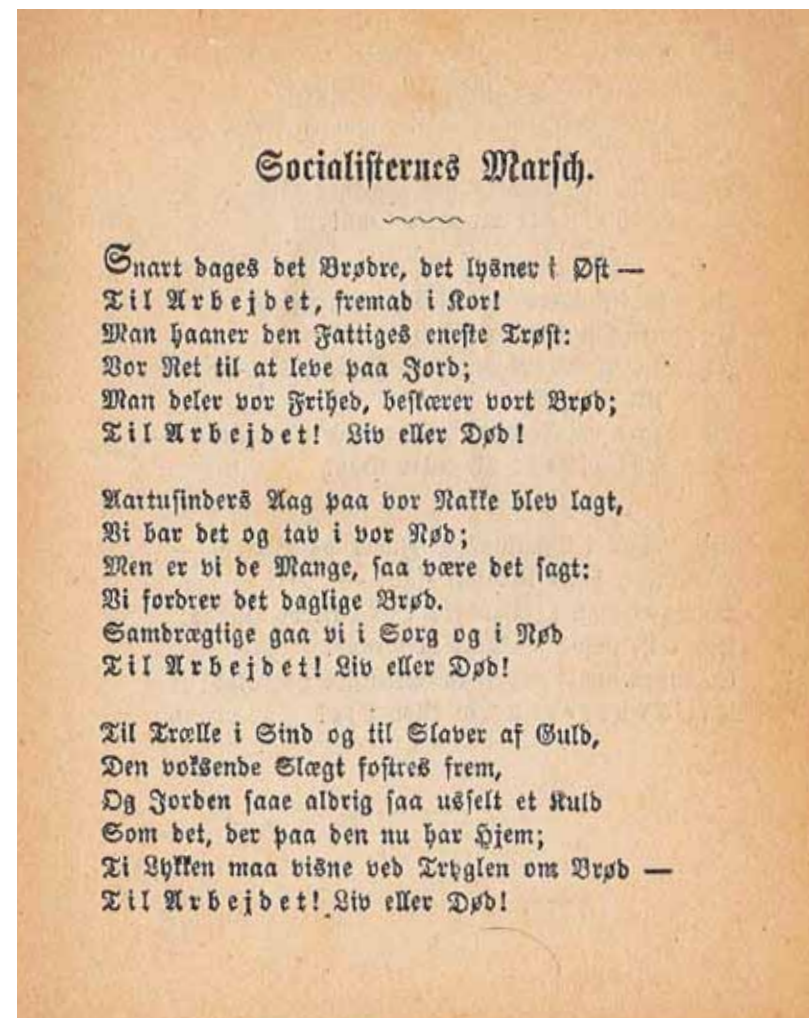 Socialisternes Marsch.
Snart dages det Brødre, det lysner i Øst —
Til Arbejdet, fremad i Kor!
Man haaner den Fattiges eneste Trøst:
Vor Ret til at leve paa Jord;
Man deler vor Frihed, beskærer vort Brød;
Til Arbejdet! Liv eller Død!
Aartusinders Aag paa vor Nakke blev lagt,
Vi bar det og tav i vor Nød;
Men er vi de Mange, saa være det sagt:
Vi fordrer det daglige Brød.
Samdrægtige gaa vi i Sorg og i Nød
Til Arbejdet! Liv eller Død!
Til Trælle i Sind og til Slaver af Guld,
Den voksende Slægt fostres frem,
Og Jorden saae aldrig saa usselt et Kuld
Som det, der paa den nu har Hjem;
Ti Lykken maa visne ved Tryglen om Brød —
Til Arbejdet! Liv eller Død!